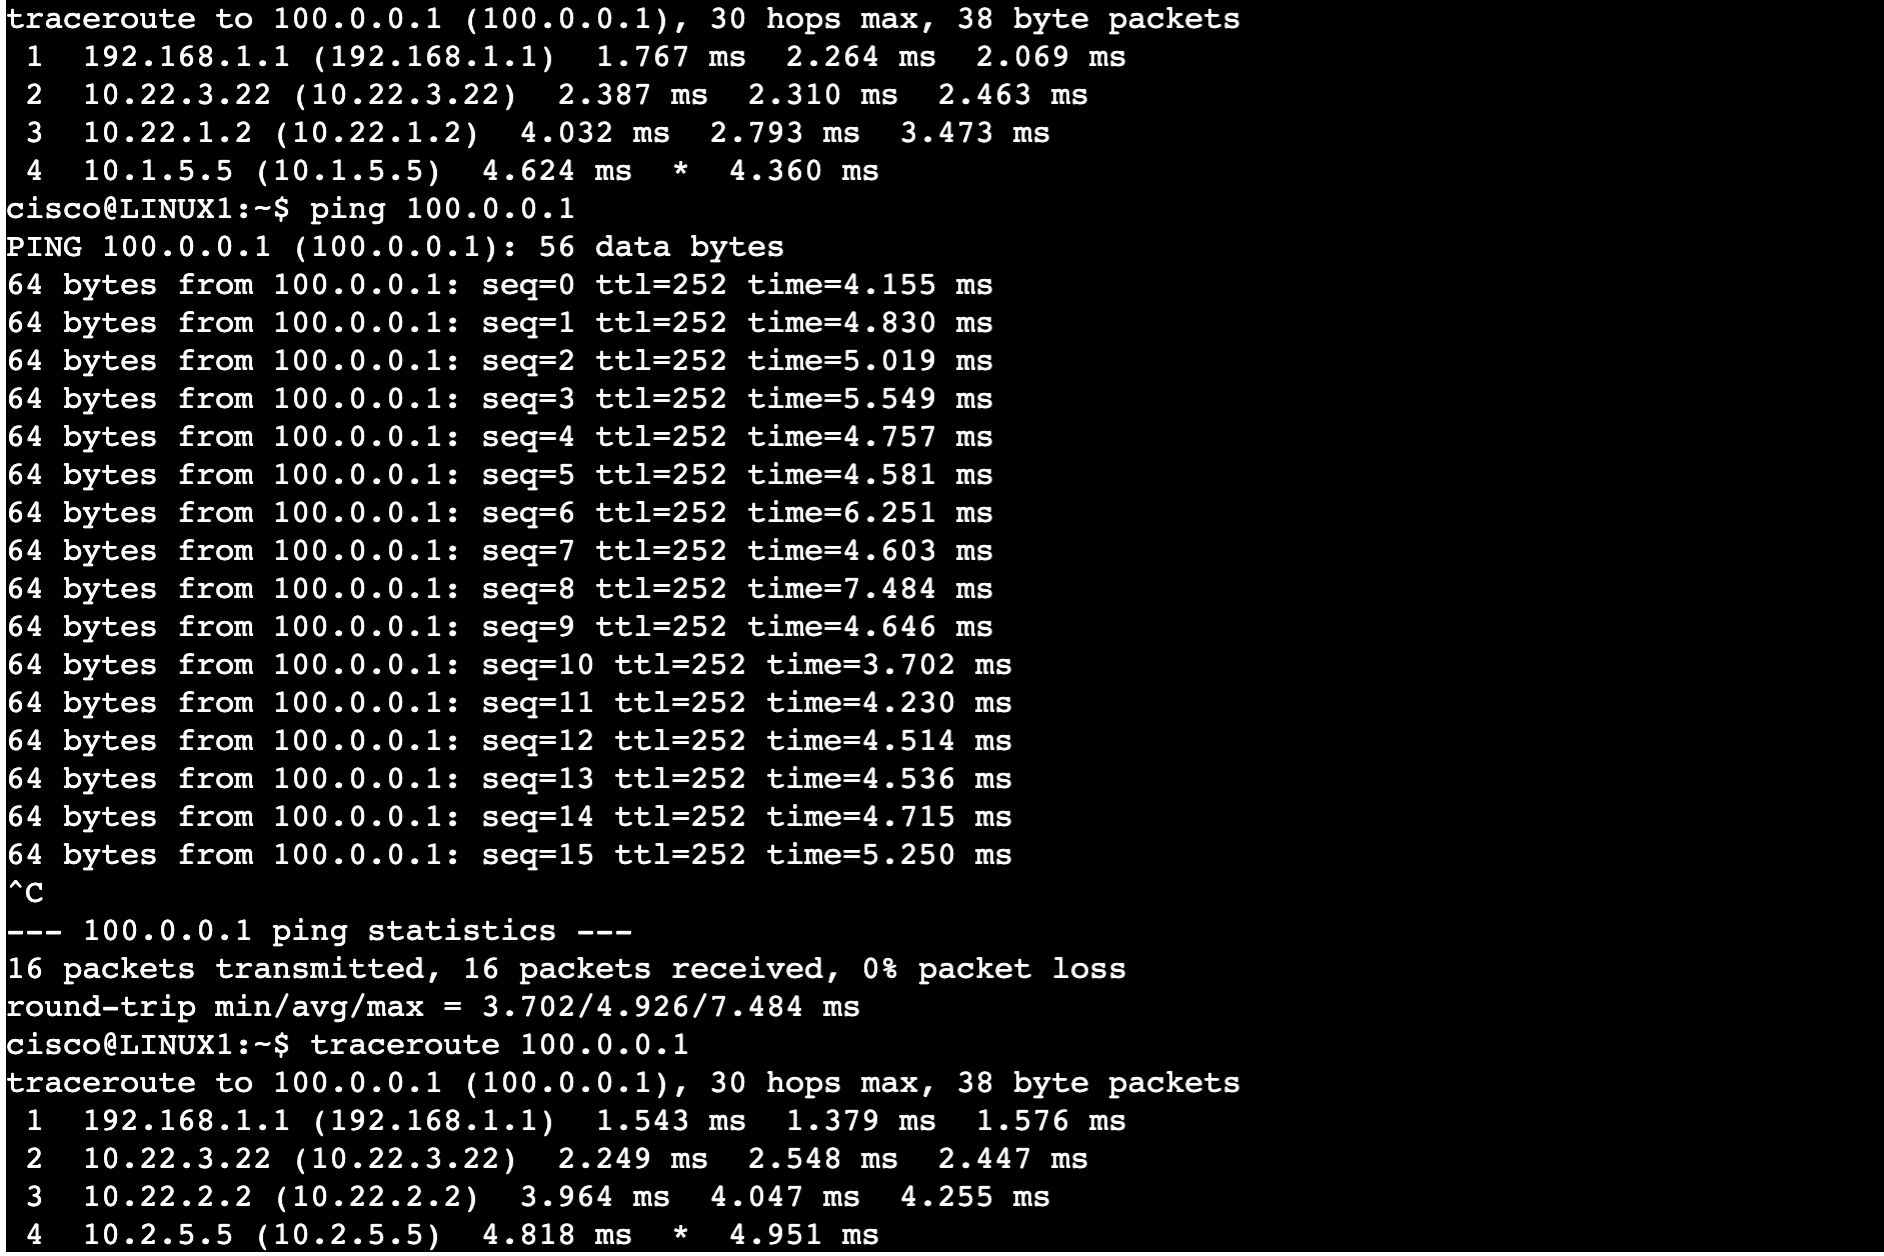 traceroute to 100.0.0.1 (100.0.0.1), 30 hops max, 38 byte packets
 1  192.168.1.1 (192.168.1.1)  1.767 ms  2.264 ms  2.069 ms
 2  10.22.3.22 (10.22.3.22)  2.387 ms  2.310 ms  2.463 ms
 3  10.22.1.2 (10.22.1.2)  4.032 ms  2.793 ms  3.473 ms
 4  10.1.5.5 (10.1.5.5)  4.624 ms  *  4.360 ms
cisco@LINUX1:~$ ping 100.0.0.1
PING 100.0.0.1 (100.0.0.1): 56 data bytes
64 bytes from 100.0.0.1: seq=0 ttl=252 time=4.155 ms
64 bytes from 100.0.0.1: seq=1 ttl=252 time=4.830 ms
64 bytes from 100.0.0.1: seq=2 ttl=252 time=5.019 ms
64 bytes from 100.0.0.1: seq=3 ttl=252 time=5.549 ms
64 bytes from 100.0.0.1: seq=4 ttl=252 time=4.757 ms
64 bytes from 100.0.0.1: seq=5 ttl=252 time=4.581 ms
64 bytes from 100.0.0.1: seq=6 ttl=252 time=6.251 ms
64 bytes from 100.0.0.1: seq=7 ttl=252 time=4.603 ms
64 bytes from 100.0.0.1: seq=8 ttl=252 time=7.484 ms
64 bytes from 100.0.0.1: seq=9 ttl=252 time=4.646 ms
64 bytes from 100.0.0.1: seq=10 ttl=252 time=3.702 ms
64 bytes from 100.0.0.1: seq=11 ttl=252 time=4.230 ms
64 bytes from 100.0.0.1: seq=12 ttl=252 time=4.514 ms
64 bytes from 100.0.0.1: seq=13 ttl=252 time=4.536 ms
64 bytes from 100.0.0.1: seq=14 ttl=252 time=4.715 ms
64 bytes from 100.0.0.1: seq=15 ttl=252 time=5.250 ms
^C
--- 100.0.0.1 ping statistics ---
16 packets transmitted, 16 packets received, 0% packet loss
round-trip min/avg/max = 3.702/4.926/7.484 ms
cisco@LINUX1:~$ traceroute 100.0.0.1
traceroute to 100.0.0.1 (100.0.0.1), 30 hops max, 38 byte packets
 1  192.168.1.1 (192.168.1.1)  1.543 ms  1.379 ms  1.576 ms
 2  10.22.3.22 (10.22.3.22)  2.249 ms  2.548 ms  2.447 ms
 3  10.22.2.2 (10.22.2.2)  3.964 ms  4.047 ms  4.255 ms
 4  10.2.5.5 (10.2.5.5)  4.818 ms  *  4.951 ms